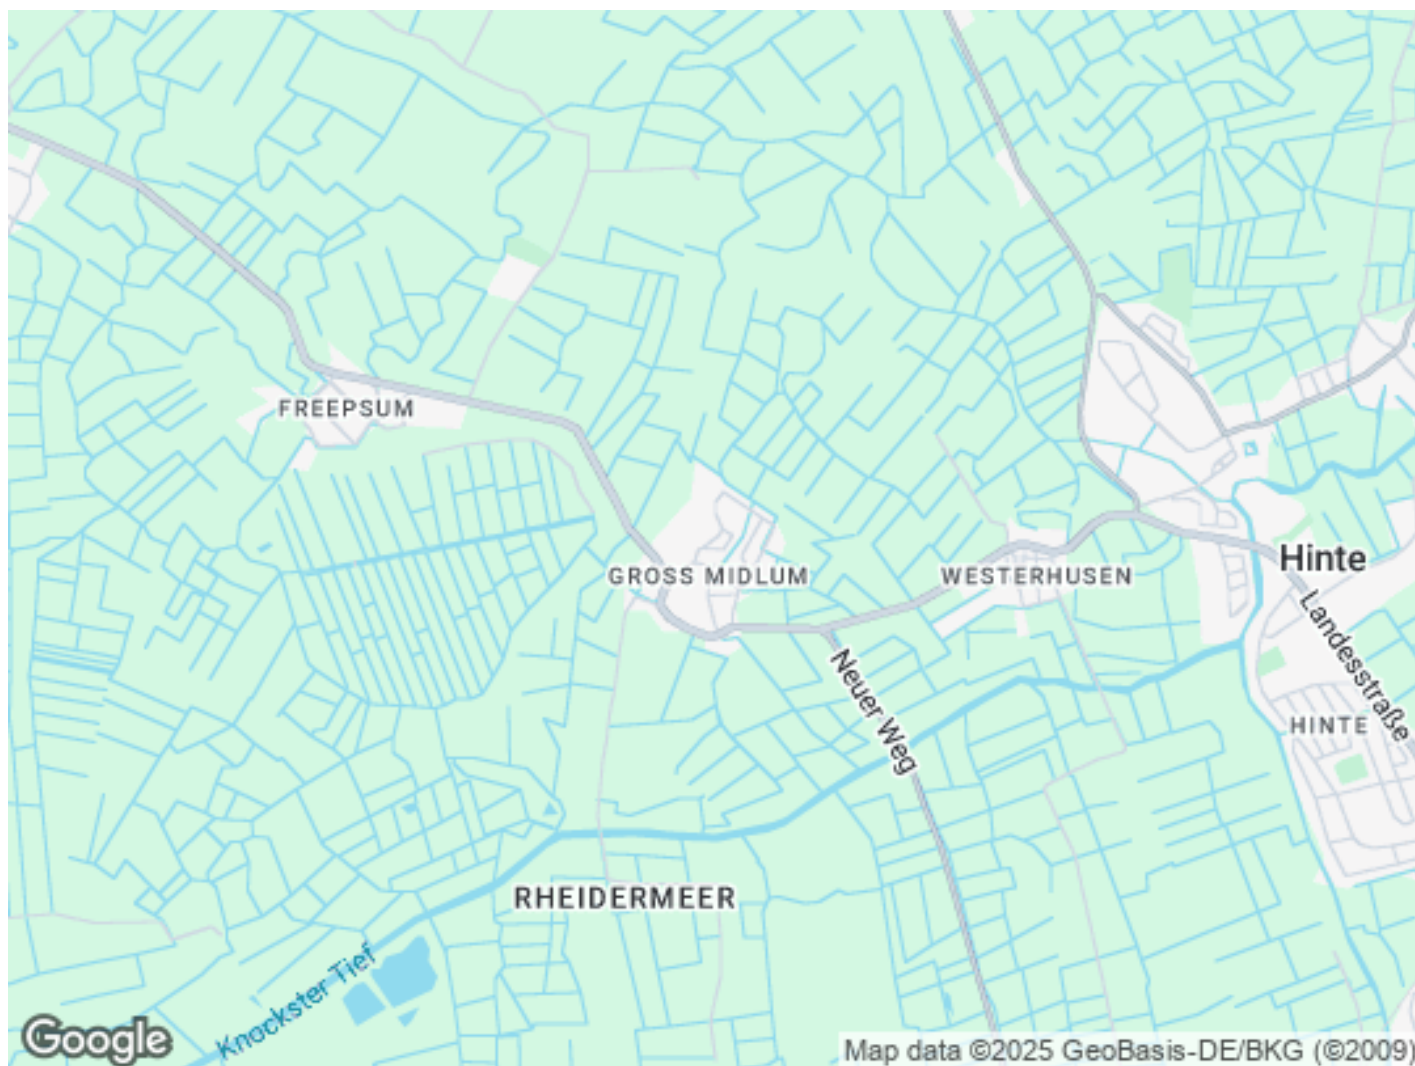 FREEPSUM
GROSS MIDLUM
WESTERHUSEN
Hinte
Landesstraße
Neuer Weg
HINTE
RHEIDERMEER
Knockster Tief
Google
Map data ©2025 GeoBasis-DE/BKG (©2009)